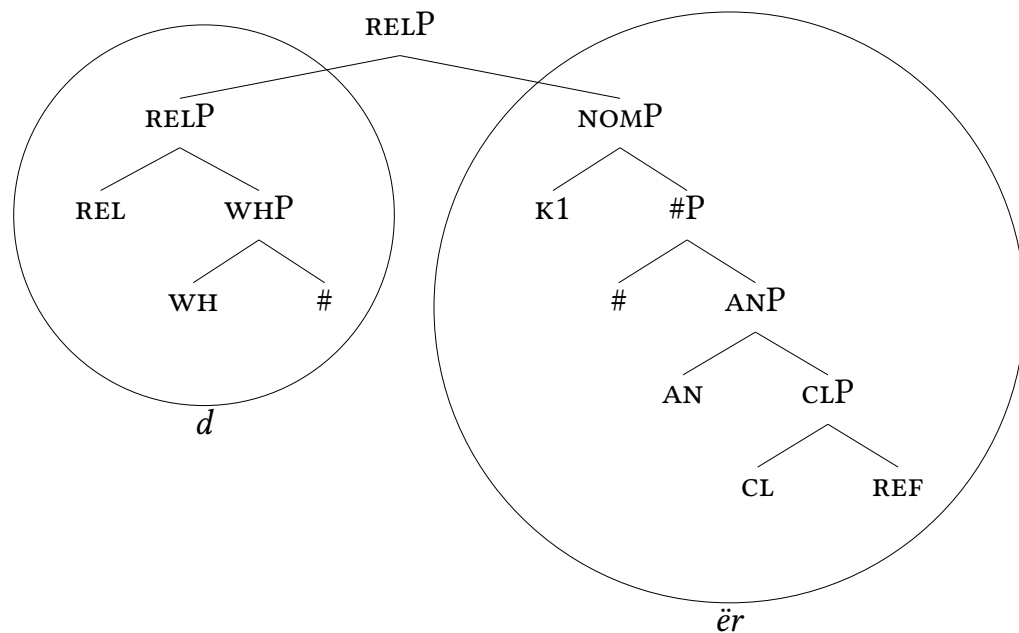 RELP
RELP NOMP
REL WHP K1 #P
WH # # ANP
AN CLP
d
CL REF
ër